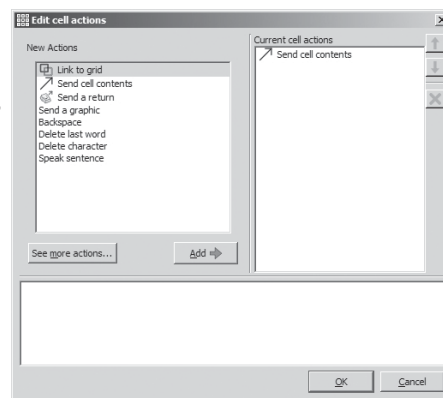 Edit cell actions
New Actions
Link to grid
Send cell contents
Send a return
Send a graphic
Backspace
Delete last word
Delete character
Speak sentence
See more actions...
Add
Current cell actions
Send cell contents
OK
Cancel